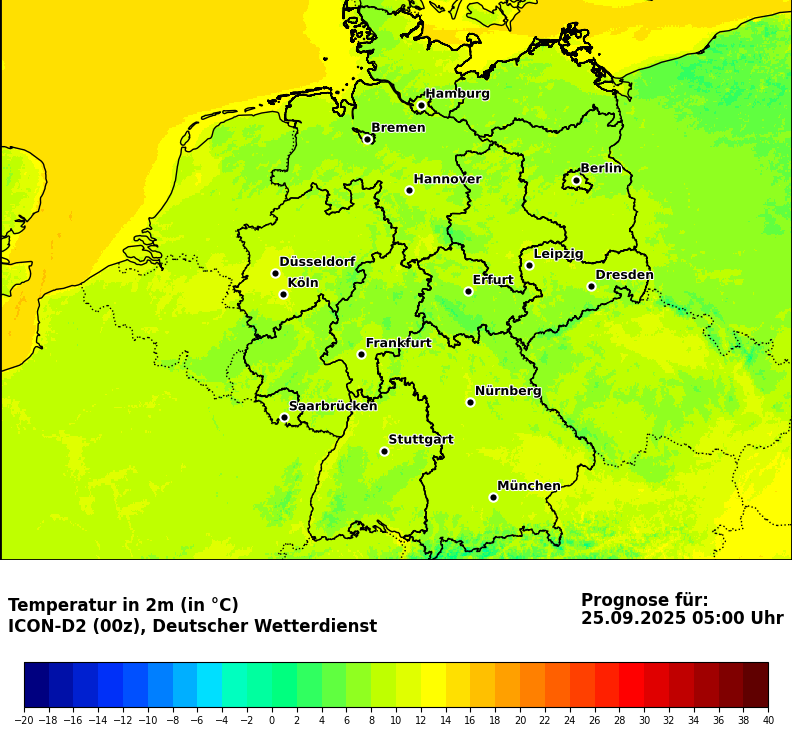 Hamburg
Bremen
Berlin
Hannover
Leipzig
Düsseldorf
Dresden
Köln
Erfurt
Frankfurt
Nürnberg
Saarbrücken
Stuttgart
München
Temperatur in 2m (in °C)
ICON-D2 (00z), Deutscher Wetterdienst
Prognose für:
25.09.2025 05:00 Uhr
−20 −18 −16 −14 −12 −10 −8 −6 −4 −2 0 2 4 6 8 10 12 14 16 18 20 22 24 26 28 30 32 34 36 38 40